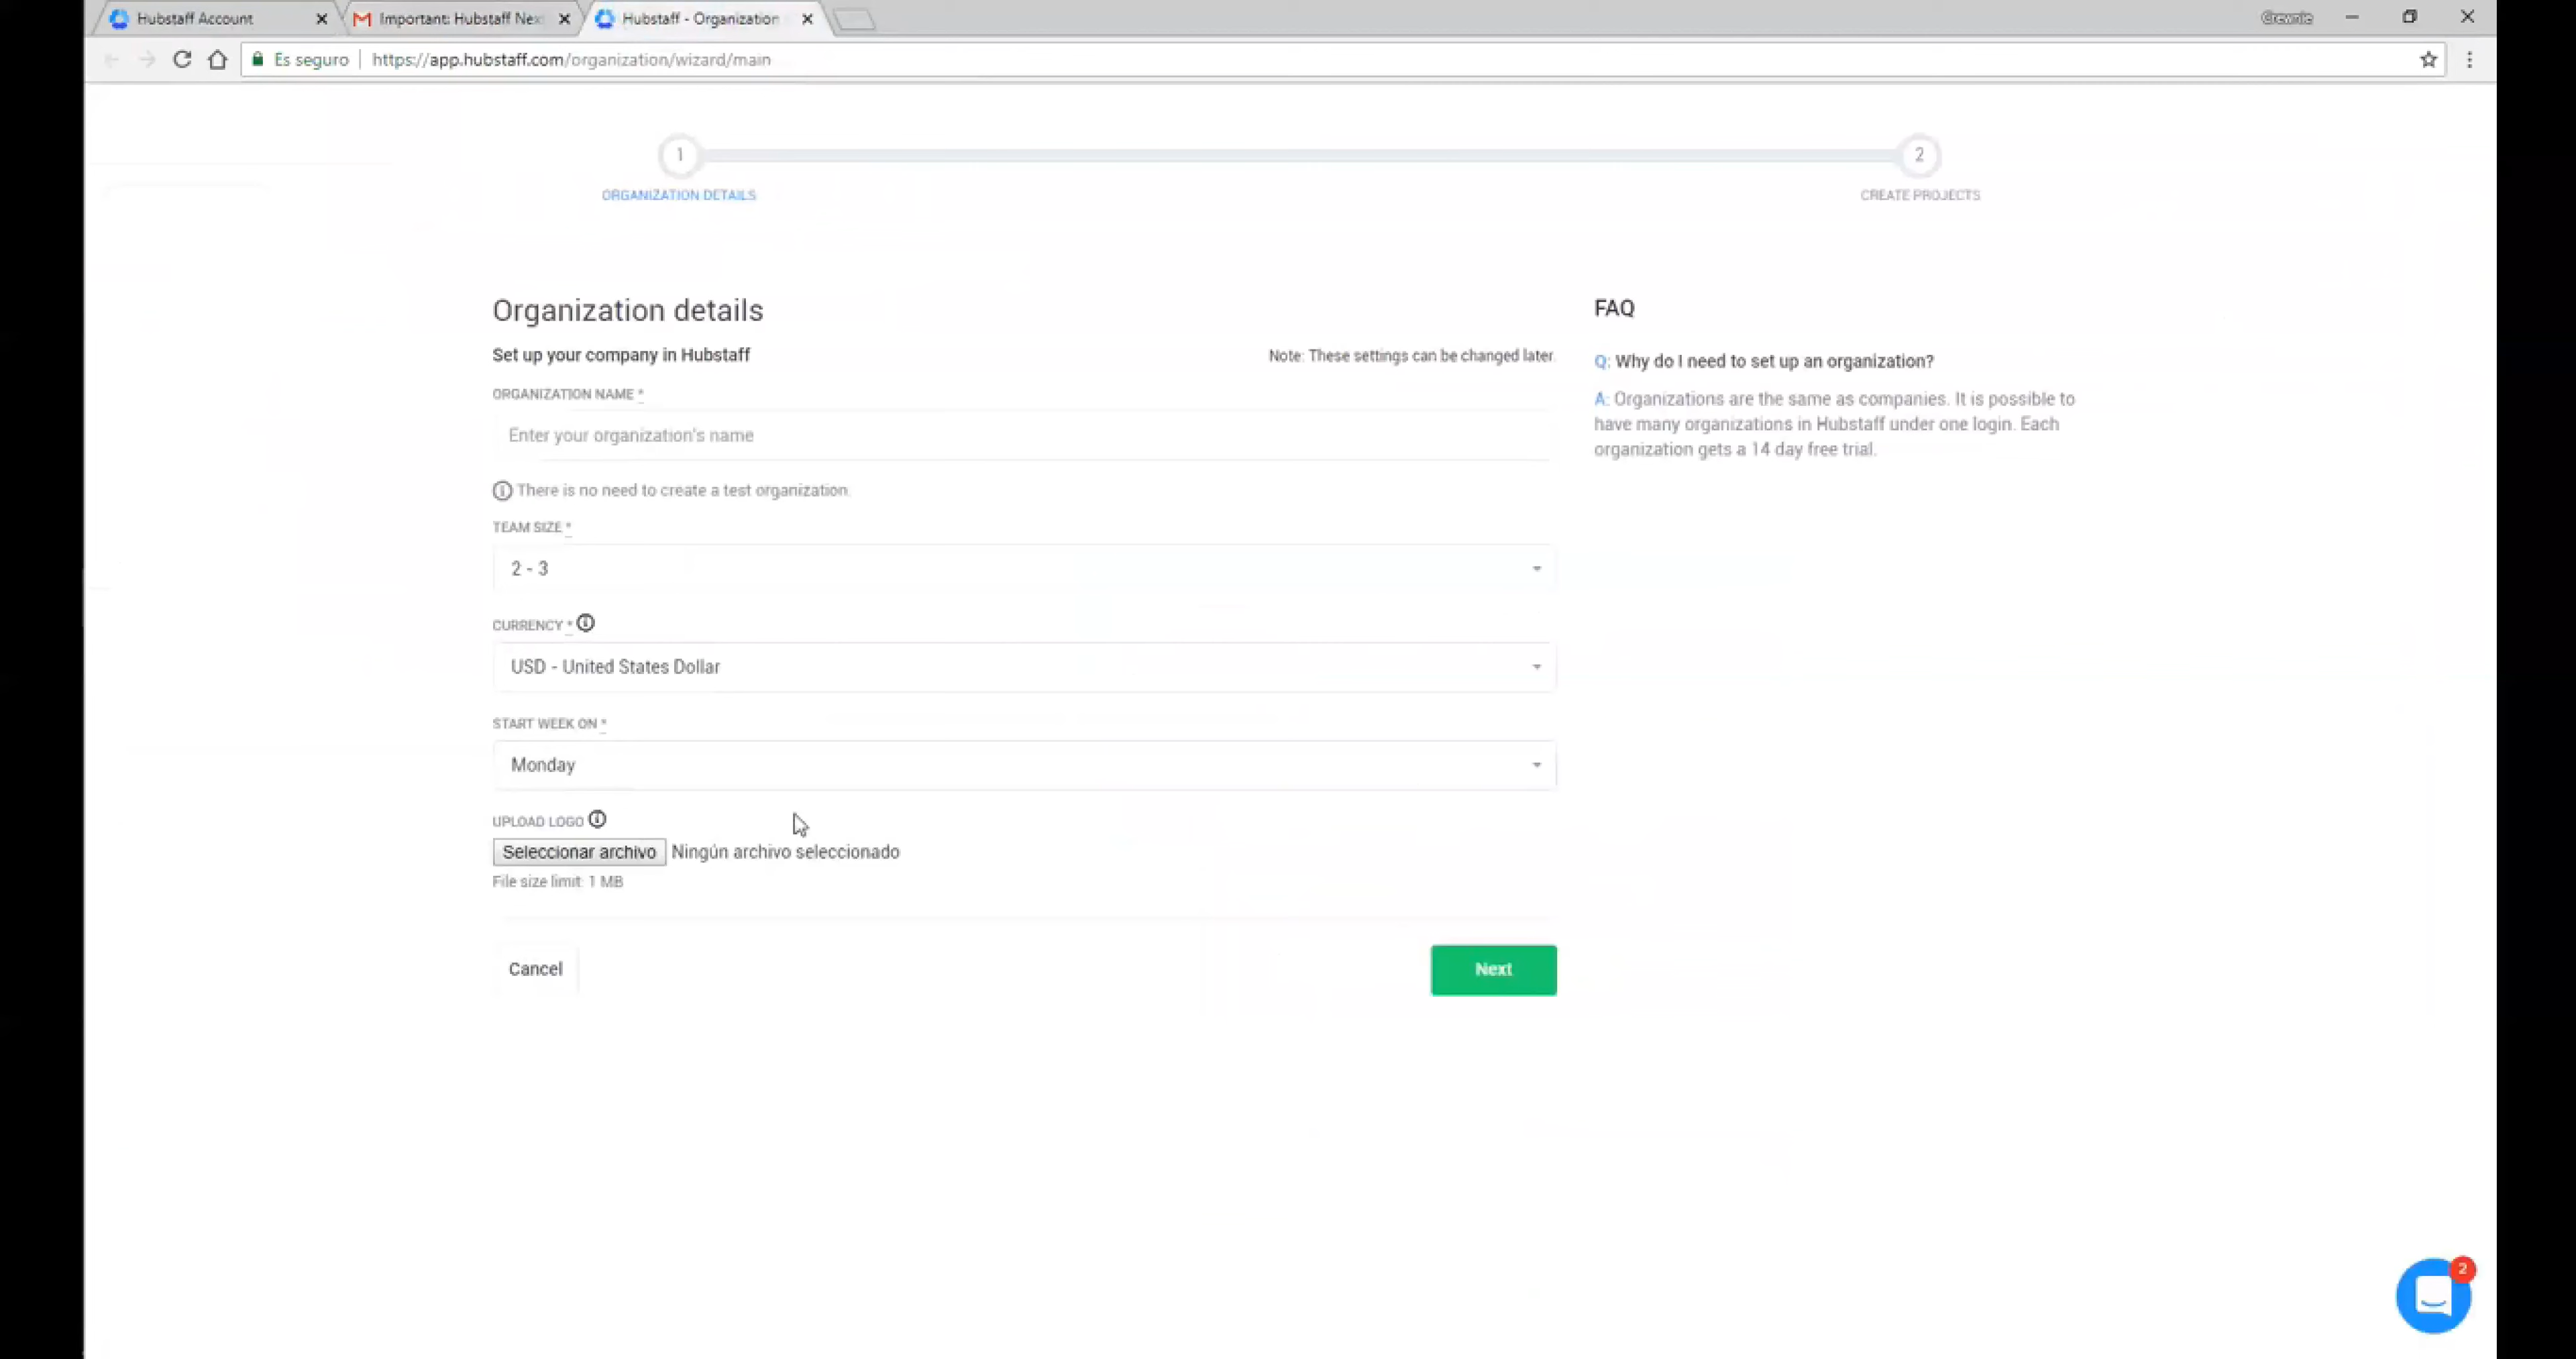 Hubstaff Account
Important: Hubstaff Nex
Hubstaff - Organization
Crewnie
Es seguro
https://app.hubstaff.com/organization/wizard/main
1
2
ORGANIZATION DETAILS
CREATE PROJECTS
Organization details
Set up your company in Hubstaff
Note: These settings can be changed later.
ORGANIZATION NAME *
Enter your organization's name
There is no need to create a test organization.
TEAM SIZE *
2 - 3
CURRENCY *
USD - United States Dollar
START WEEK ON *
Monday
UPLOAD LOGO
Seleccionar archivo Ningún archivo seleccionado
File size limit: 1 MB
Cancel
Next
FAQ
Q: Why do I need to set up an organization?
A: Organizations are the same as companies. It is possible to
have many organizations in Hubstaff under one login. Each
organization gets a 14 day free trial.
2